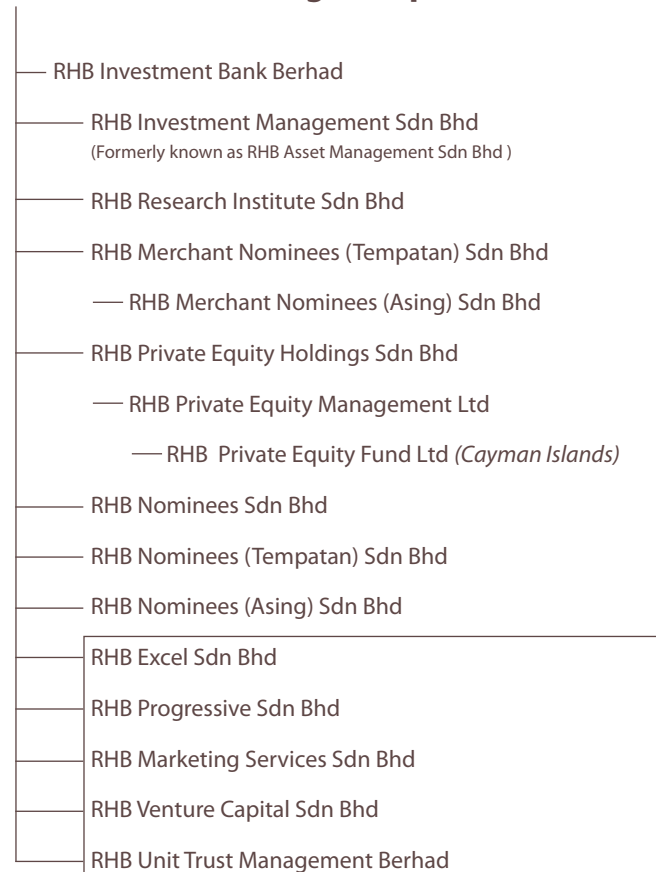 RHB Investment Bank Berhad
RHB Investment Management Sdn Bhd
(Formerly known as RHB Asset Management Sdn Bhd )
RHB Research Institute Sdn Bhd
RHB Merchant Nominees (Tempatan) Sdn Bhd
RHB Merchant Nominees (Asing) Sdn Bhd
RHB Private Equity Holdings Sdn Bhd
RHB Private Equity Management Ltd
RHB Private Equity Fund Ltd (Cayman Islands)
RHB Nominees Sdn Bhd
RHB Nominees (Tempatan) Sdn Bhd
RHB Nominees (Asing) Sdn Bhd
RHB Excel Sdn Bhd
RHB Progressive Sdn Bhd
RHB Marketing Services Sdn Bhd
RHB Venture Capital Sdn Bhd
RHB Unit Trust Management Berhad